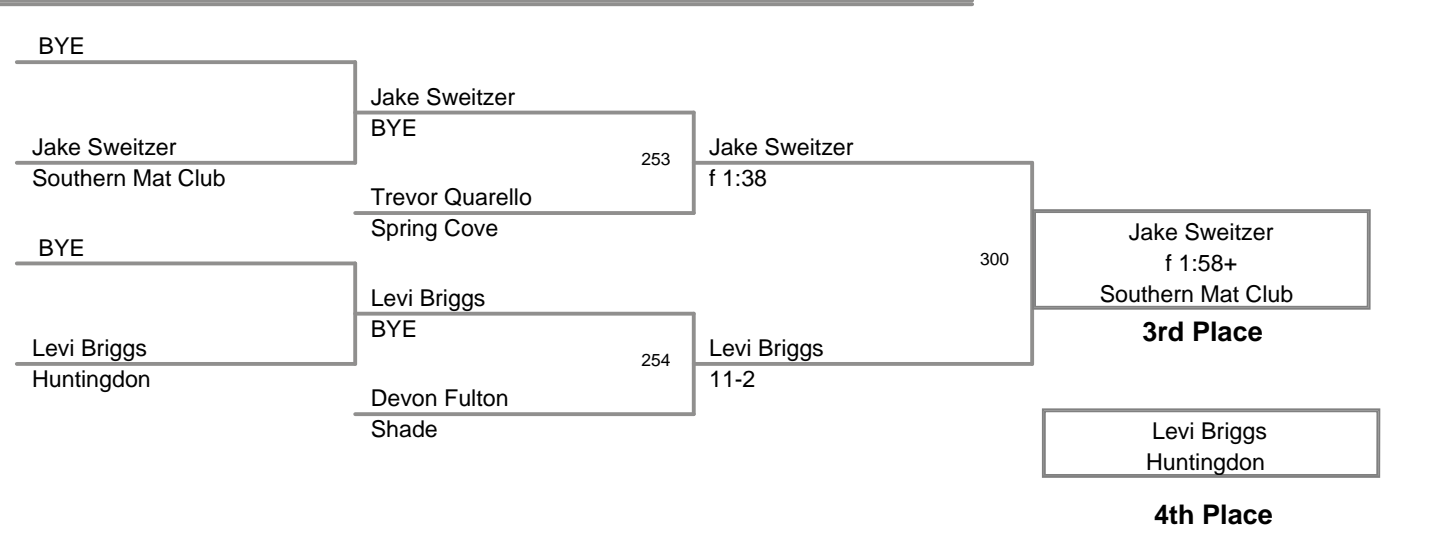 BYE
Jake Sweitzer
BYE
Jake Sweitzer
Southern Mat Club
253
Jake Sweitzer
f 1:38
Trevor Quarello
Spring Cove
BYE
Levi Briggs
BYE
Levi Briggs
Huntingdon
254
Levi Briggs
11-2
Devon Fulton
Shade
300
Jake Sweitzer
f 1:58+
Southern Mat Club
3rd Place
Levi Briggs
Huntingdon
4th Place